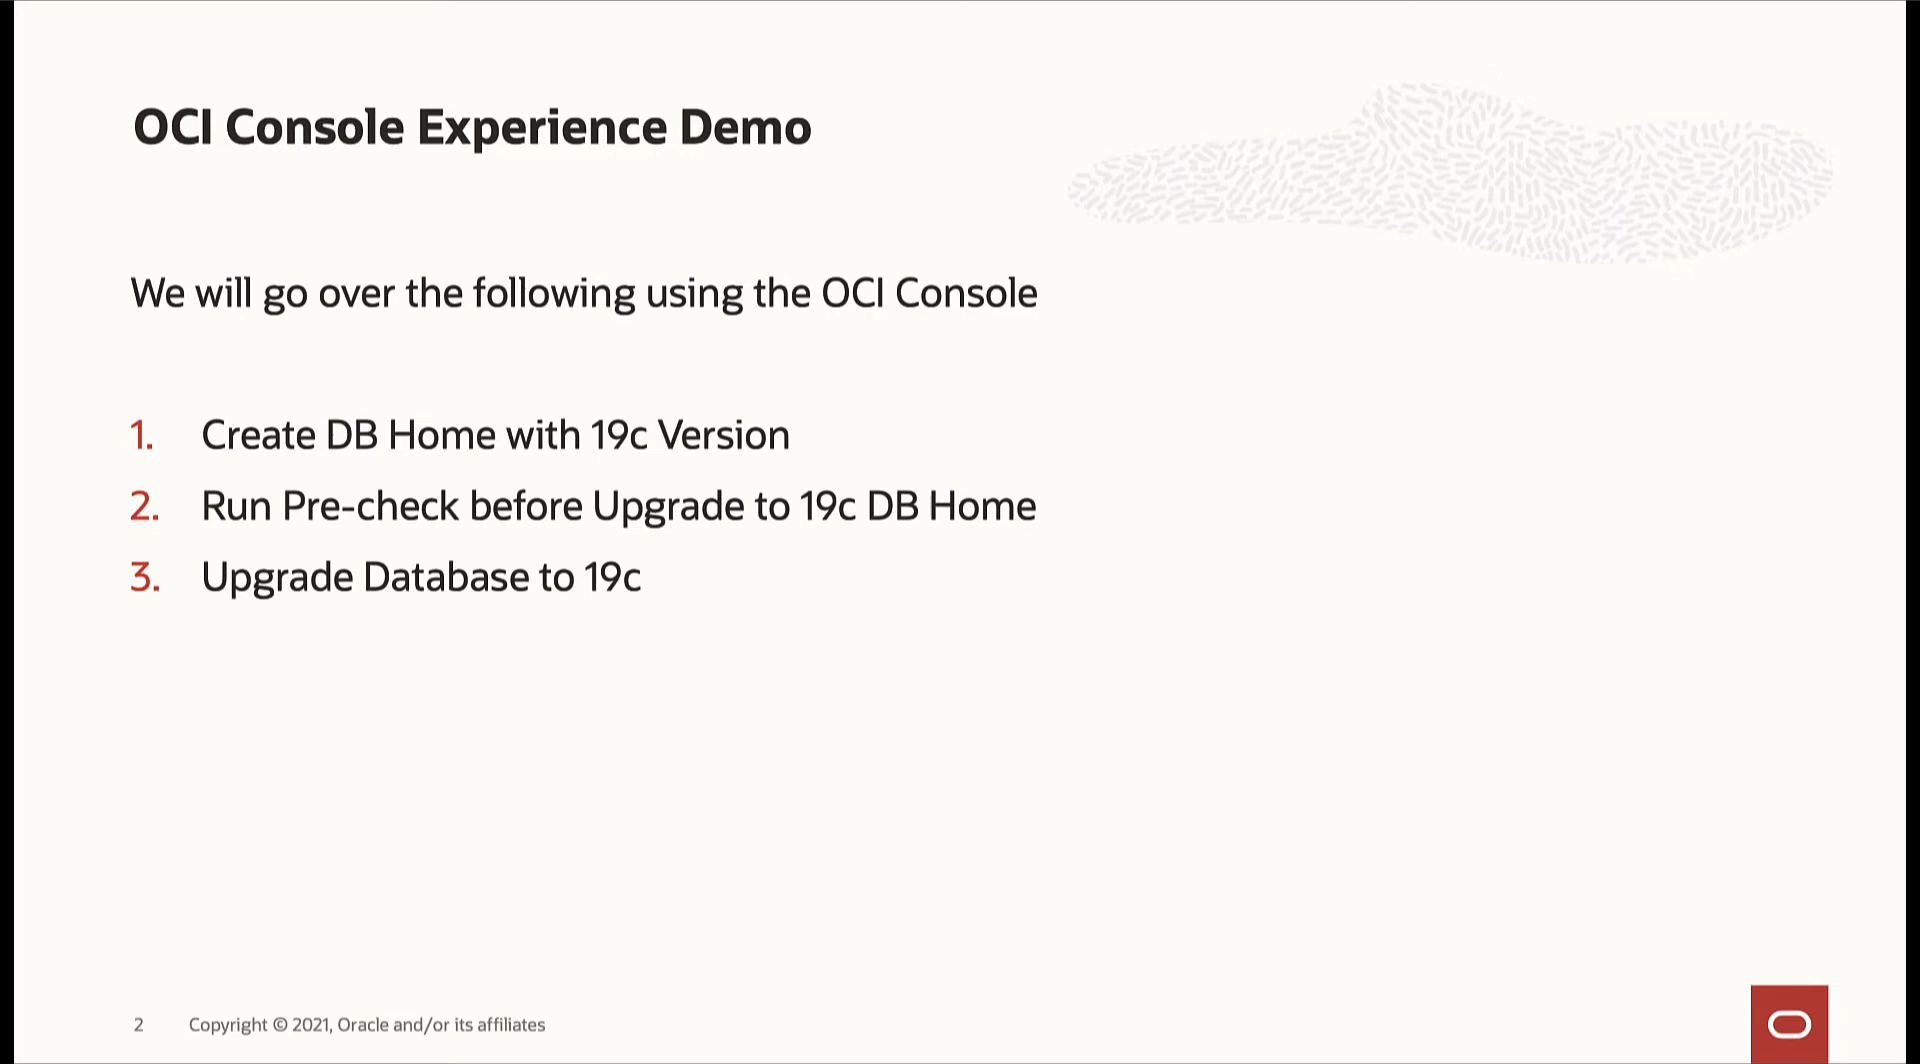 OCI Console Experience Demo
We will go over the following using the OCI Console
1. Create DB Home with 19c Version
2. Run Pre-check before Upgrade to 19c DB Home
3. Upgrade Database to 19c
2 Copyright © 2021, Oracle and/or its affiliates